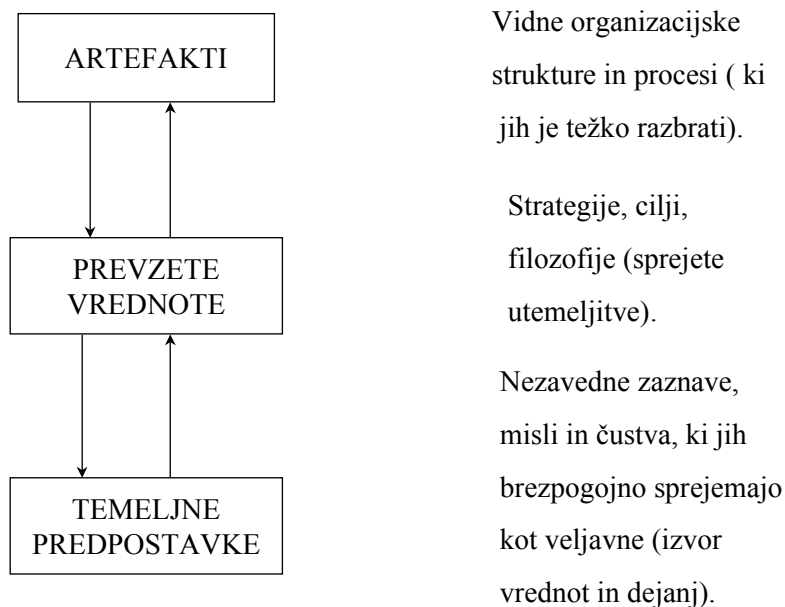 ARTEFAKTI
Vidne organizacijske
strukture in procesi ( ki
jih je težko razbrati).
PREVZETE
VREDNOTE
Strategije, cilji,
filozofije (sprejete
utemeljitve).
TEMELJNE
PREDPOSTAVKE
Nezavedne zaznave,
misli in čustva, ki jih
brezpogojno sprejemajo
kot veljavne (izvor
vrednot in dejanj).